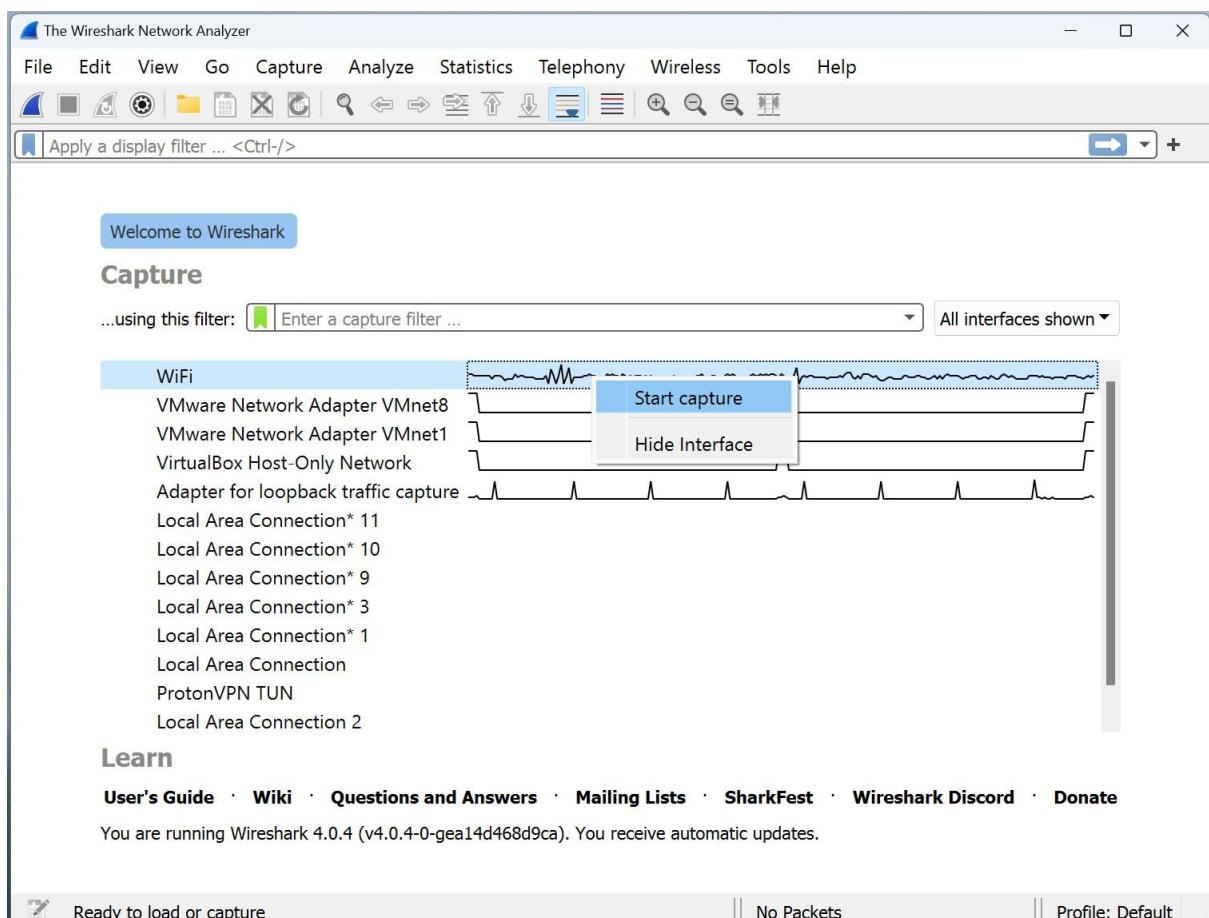 The Wireshark Network Analyzer
File Edit View Go Capture Analyze Statistics Telephony Wireless Tools Help
Apply a display filter ... <Ctrl-/>
Welcome to Wireshark
Capture
...using this filter: Enter a capture filter ... All interfaces shown
WiFi
Start capture
VMware Network Adapter VMnet8
VMware Network Adapter VMnet1
Hide Interface
VirtualBox Host-Only Network
Adapter for loopback traffic capture
Local Area Connection* 11
Local Area Connection* 10
Local Area Connection* 9
Local Area Connection* 3
Local Area Connection* 1
Local Area Connection
ProtonVPN TUN
Local Area Connection 2
Learn
User's Guide · Wiki · Questions and Answers · Mailing Lists · SharkFest · Wireshark Discord · Donate
You are running Wireshark 4.0.4 (v4.0.4-0-gea14d468d9ca). You receive automatic updates.
Ready to load or capture No Packets Profile: Default